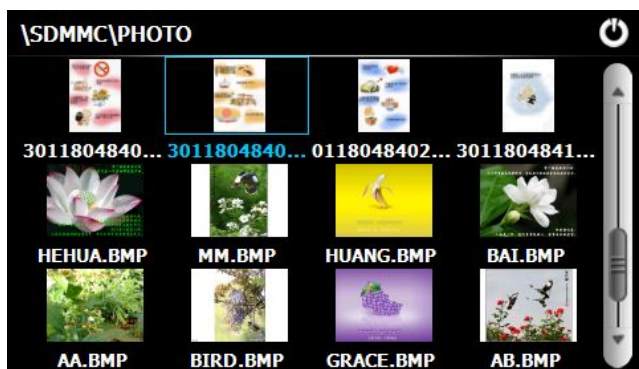 \SDMMC\PHOTO
3011804840... 3011804840... 0118048402... 3011804841...
HEHUA.BMP MM.BMP HUANG.BMP BAI.BMP
AA.BMP BIRD.BMP GRACE.BMP AB.BMP